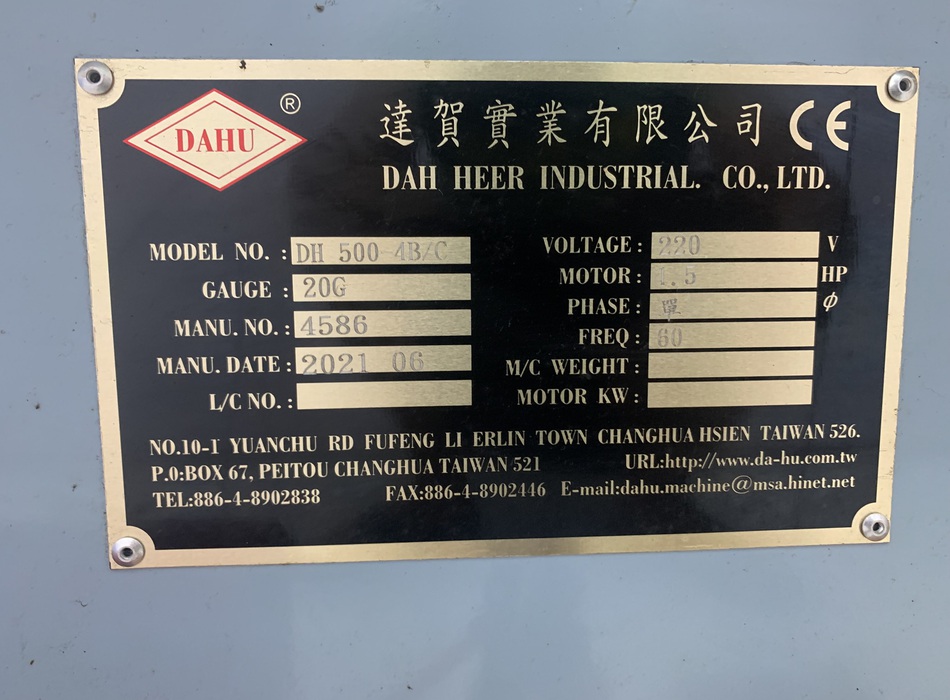 DAHU ®
達賀實業有限公司 CE
DAH HEER INDUSTRIAL. CO., LTD.
MODEL NO. : DH 500 4B/C
GAUGE : 20G
MANU. NO. : 4586
MANU. DATE : 2021 06
L/C NO. :
VOLTAGE : 220 V
MOTOR : .5 HP
PHASE : 單 ϕ
FREQ : 60
M/C WEIGHT :
MOTOR KW :
NO.10-1 YUANCHU RD FUFENG LI ERLIN TOWN CHANGHUA HSIEN TAIWAN 526.
P.0:BOX 67, PEITOU CHANGHUA TAIWAN 521 URL:http://www.da-hu.com.tw
TEL:886-4-8902838 FAX:886-4-8902446 E-mail:dahu.machine@msa.hinet.net